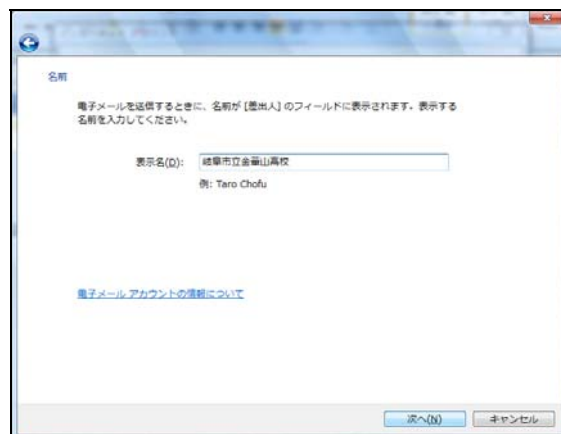 名前
電子メールを送信するときに、名前が [差出人] のフィールドに表示されます。表示する
名前を入力してください。
表示名(D):
岐阜市立金華山高校
例: Taro Chofu
電子メール アカウントの情報について
次へ(N)
キャンセル